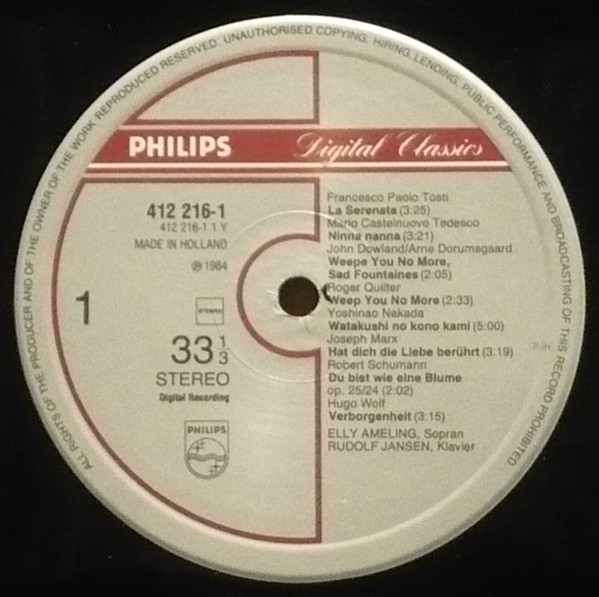 ALL RIGHTS OF THE PRODUCER AND OF THE OWNER OF THE WORK REPRODUCED RESERVED. UNAUTHORISED COPYING, HIRING, LENDING, PUBLIC PERFORMANCE AND BROADCASTING OF THIS RECORD PROHIBITED
PHILIPS Digital Classics
412 216-1
412 216-1 1 Y
MADE IN HOLLAND
℗ 1984
1
STEMRA
33 1/3
STEREO
Digital Recording
PHILIPS
Francesco Paolo Tosti
La Serenata (3:25)
Mario Castelnuovo Tedesco
Ninna nanna (3:21)
John Dowland/Arne Dorumsgaard
Weepe You No More,
Sad Fountaines (2:05)
Roger Quilter
Weep You No More (2:33)
Yoshinao Nakada
Watakushi no kono kami (5:00)
Joseph Marx
Hat dich die Liebe berührt (3:19)
Robert Schumann
Du bist wie eine Blume
op. 25/24 (2:02)
Hugo Wolf
Verborgenheit (3:15)
ELLY AMELING, Sopran
RUDOLF JANSEN, Klavier